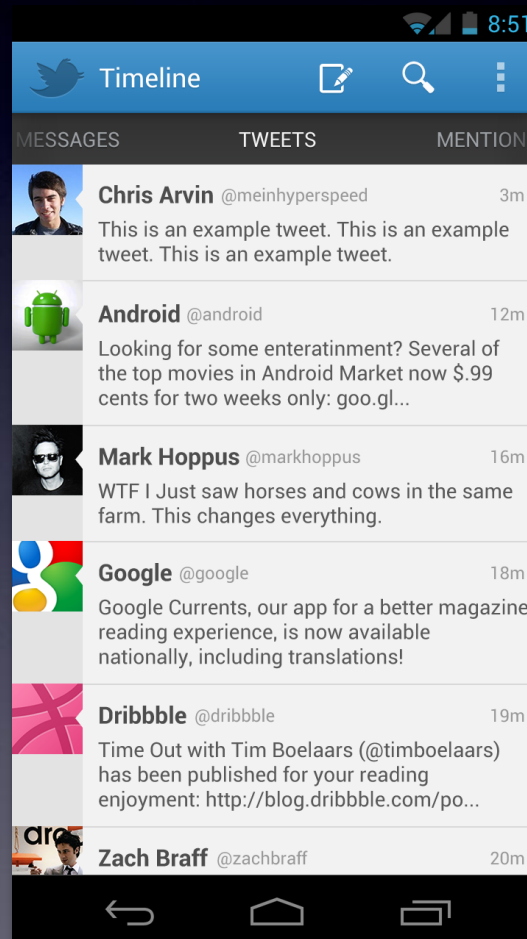 8:51
Timeline
MESSAGES TWEETS MENTION
Chris Arvin @meinhyperspeed 3m
This is an example tweet. This is an example
tweet. This is an example tweet.
Android @android 12m
Looking for some enteratinment? Several of
the top movies in Android Market now $.99
cents for two weeks only: goo.gl...
Mark Hoppus @markhoppus 16m
WTF I Just saw horses and cows in the same
farm. This changes everything.
Google @google 18m
Google Currents, our app for a better magazine
reading experience, is now available
nationally, including translations!
Dribbble @dribbble 19m
Time Out with Tim Boelaars (@timboelaars)
has been published for your reading
enjoyment: http://blog.dribbble.com/po...
Zach Braff @zachbraff 20m